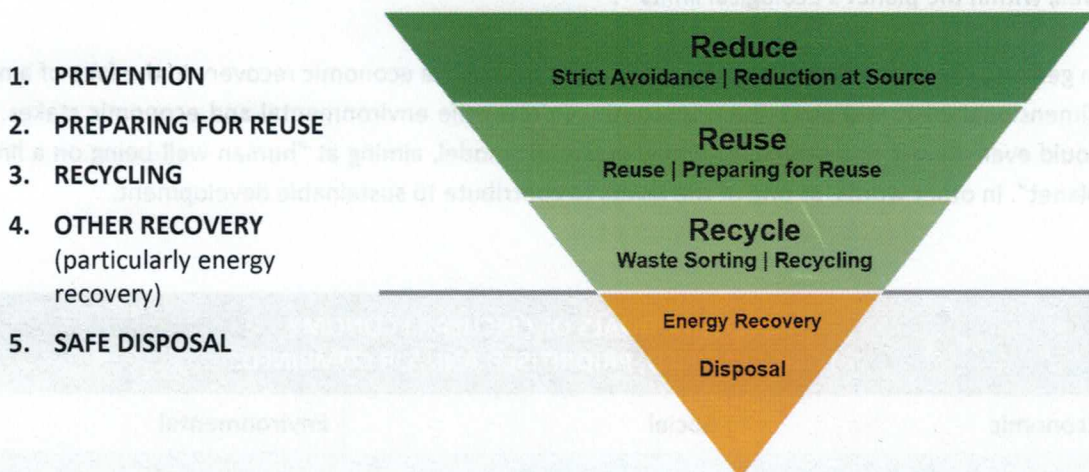 1. PREVENTION
2. PREPARING FOR REUSE
3. RECYCLING
4. OTHER RECOVERY
(particularly energy
recovery)
5. SAFE DISPOSAL
Reduce
Strict Avoidance | Reduction at Source
Reuse
Reuse | Preparing for Reuse
Recycle
Waste Sorting | Recycling
Energy Recovery
Disposal